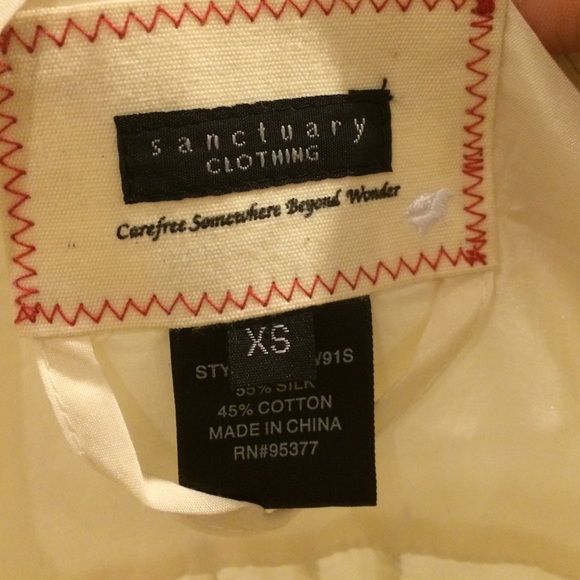 sanctuary
CLOTHING
Carefree Somewhere Beyond Wonder
XS
55% SILK
45% COTTON
MADE IN CHINA
RN#95377